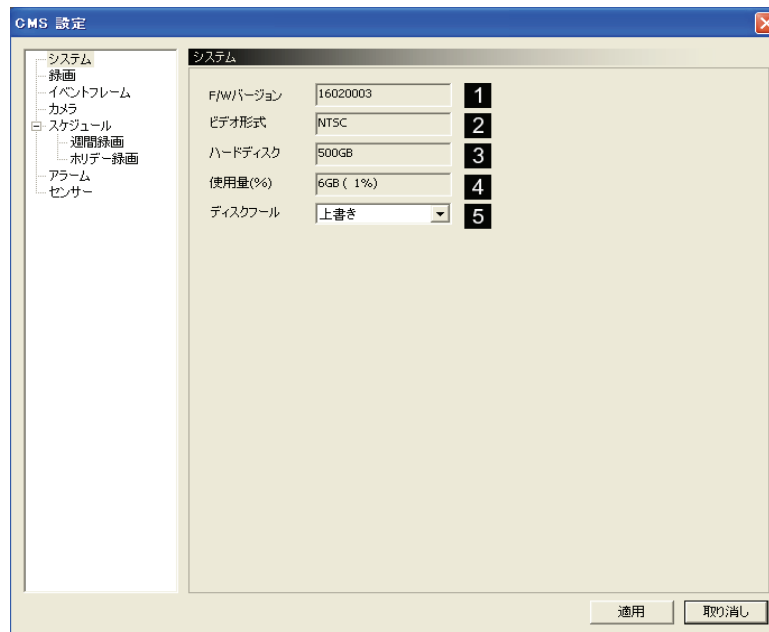 CMS 設定
システム
録画
イベントフレーム
カメラ
スケジュール
週間録画
ホリデー録画
アラーム
センサー
システム
F/Wバージョン 16020003 1
ビデオ形式 NTSC 2
ハードディスク 500GB 3
使用量(%) 6GB ( 1%) 4
ディスクフール 上書き 5
適用 取り消し